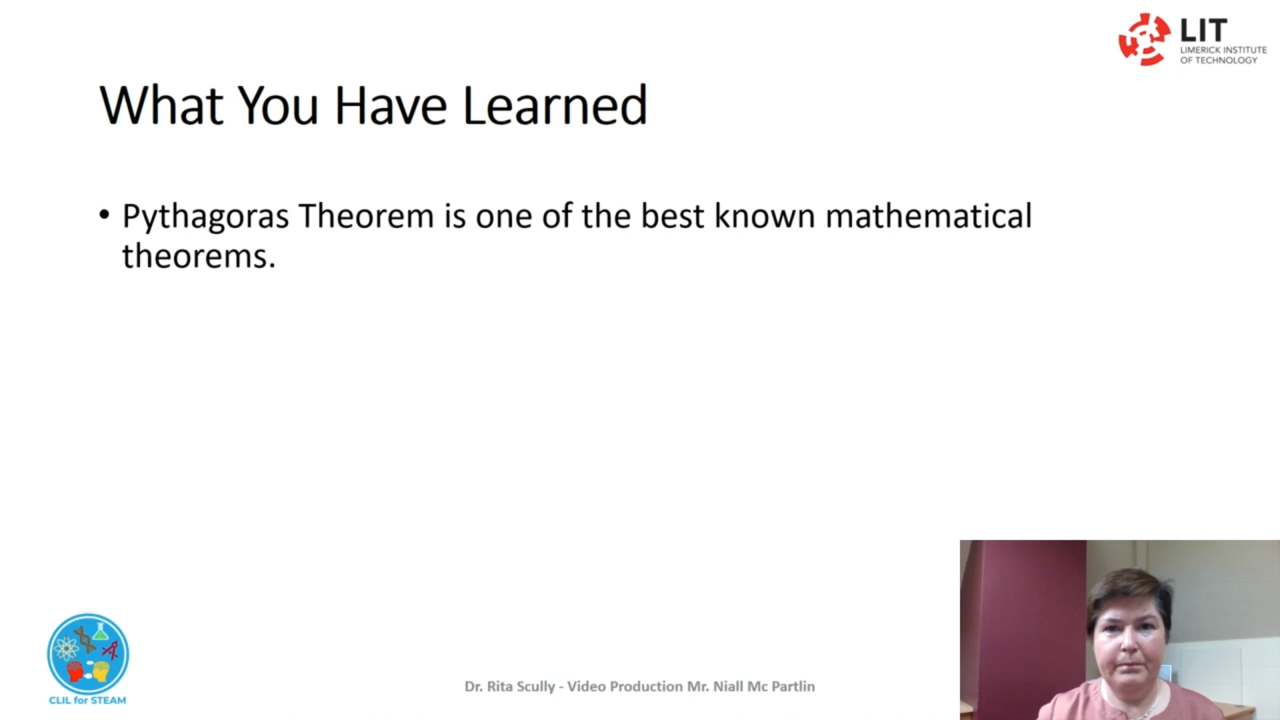 LIT
LIMERICK INSTITUTE
OF TECHNOLOGY
What You Have Learned
• Pythagoras Theorem is one of the best known mathematical
theorems.
CLIL for STEAM
Dr. Rita Scully - Video Production Mr. Niall Mc Partlin